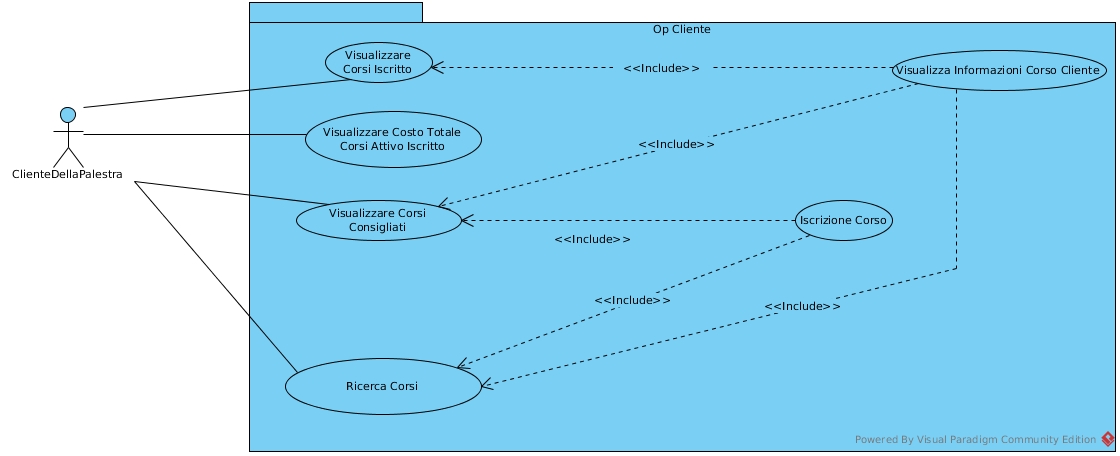 Op Cliente
Visualizzare
Corsi Iscritto
<<Include>>
Visualizza Informazioni Corso Cliente
Visualizzare Costo Totale
Corsi Attivo Iscritto
<<Include>>
ClienteDellaPalestra
Visualizzare Corsi
Consigliati
Iscrizione Corso
<<Include>>
<<Include>>
<<Include>>
Ricerca Corsi
Powered By Visual Paradigm Community Edition